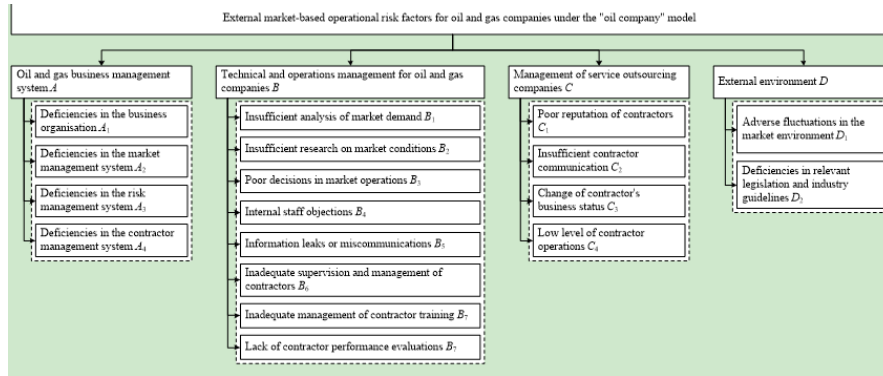 External market-based operational risk factors for oil and gas companies under the "oil company" model
Oil and gas business management
system A
Deficiencies in the business
organisation A₁
Deficiencies in the market
management system A₂
Deficiencies in the risk
management system A₃
Deficiencies in the contractor
management system A₄
Technical and operations management for oil and gas
companies B
Insufficient analysis of market demand B₁
Insufficient research on market conditions B₂
Poor decisions in market operations B₃
Internal staff objections B₄
Information leaks or miscommunications B₅
Inadequate supervision and management of
contractors B₆
Inadequate management of contractor training B₇
Lack of contractor performance evaluations B₇
Management of service outsourcing
companies C
Poor reputation of contractors
C₁
Insufficient contractor
communication C₂
Change of contractor's
business status C₃
Low level of contractor
operations C₄
External environment D
Adverse fluctuations in the
market environment D₁
Deficiencies in relevant
legislation and industry
guidelines D₂